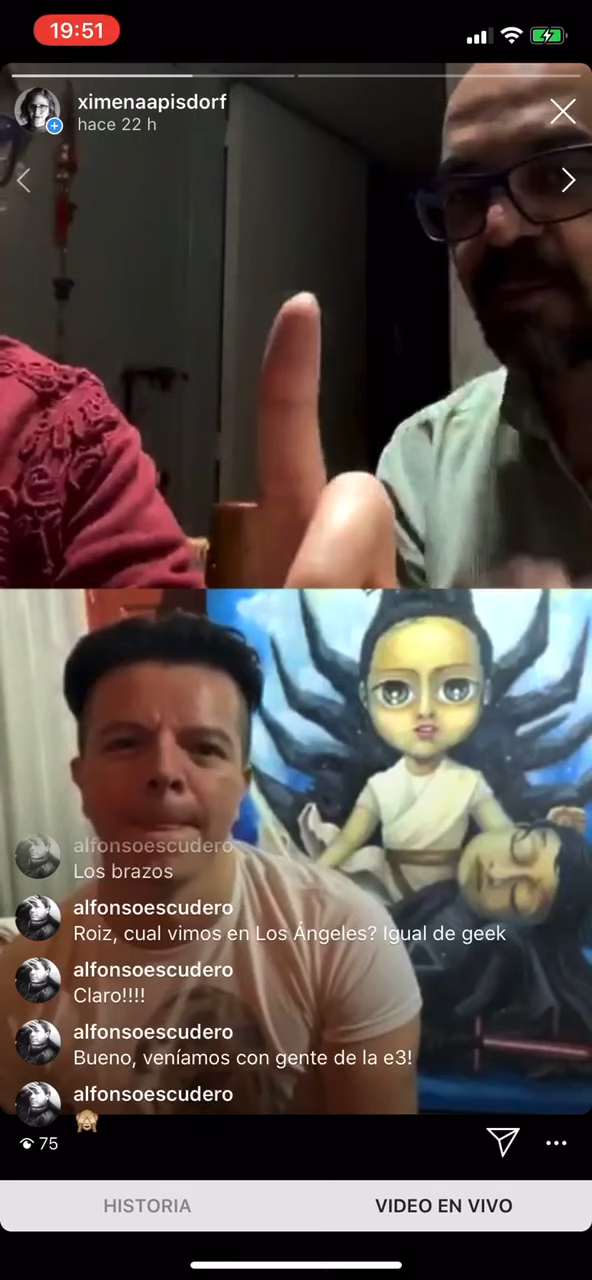 19:51
ximenaapisdorf
hace 22 h
alfonsoescudero
Los brazos
alfonsoescudero
Roiz, cual vimos en Los Ángeles? Igual de geek
alfonsoescudero
Claro!!!!
alfonsoescudero
Bueno, veníamos con gente de la e3!
alfonsoescudero
🙈
75
HISTORIA
VIDEO EN VIVO